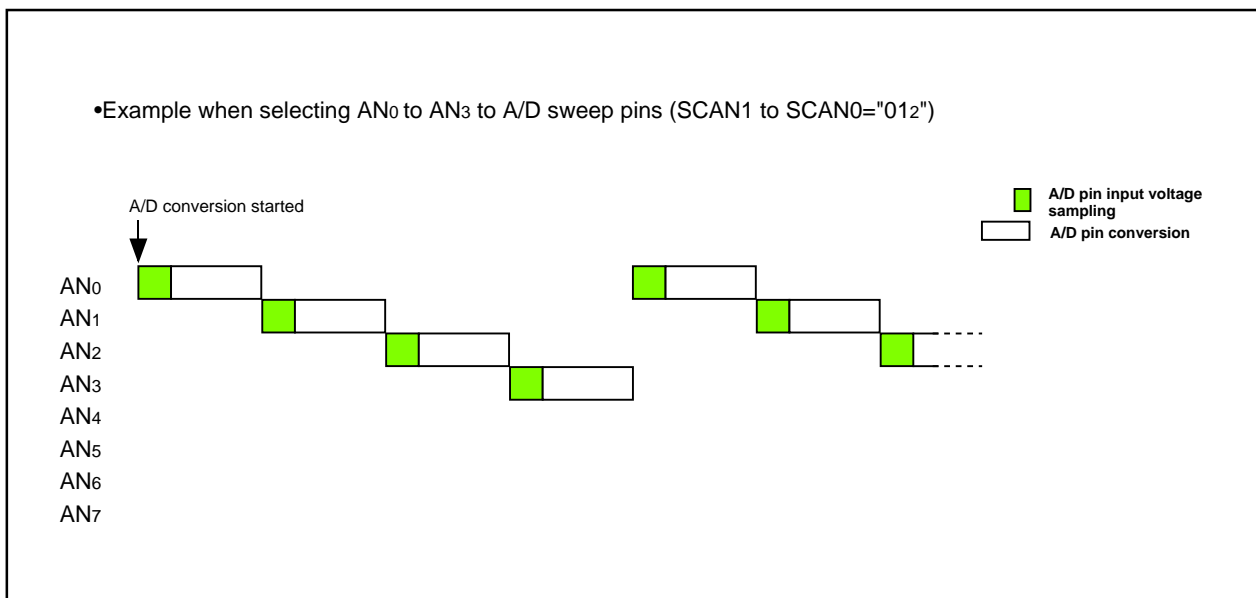 •Example when selecting AN0 to AN3 to A/D sweep pins (SCAN1 to SCAN0="012")
A/D pin input voltage
sampling
A/D pin conversion
A/D conversion started
AN0
AN1
AN2
AN3
AN4
AN5
AN6
AN7